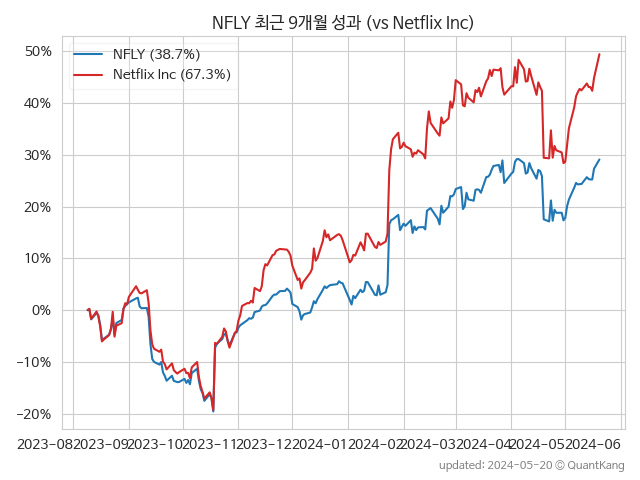 NFLY 최근 9개월 성과 (vs Netflix Inc)
NFLY (38.7%)
Netflix Inc (67.3%)
50%
40%
30%
20%
10%
0%
−10%
−20%
2023-08 2023-09 2023-10 2023-11 2023-12 2024-01 2024-02 2024-03 2024-04 2024-05 2024-06
updated: 2024-05-20 © QuantKang